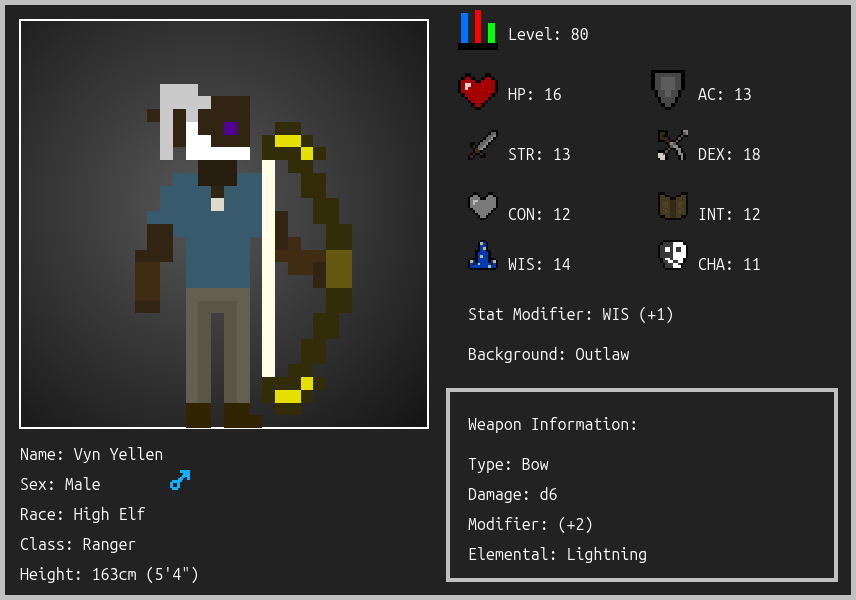 Level: 80
HP: 16
AC: 13
STR: 13
DEX: 18
CON: 12
INT: 12
WIS: 14
CHA: 11
Stat Modifier: WIS (+1)
Background: Outlaw
Name: Vyn Yellen
Sex: Male
Race: High Elf
Class: Ranger
Height: 163cm (5'4")
Weapon Information:
Type: Bow
Damage: d6
Modifier: (+2)
Elemental: Lightning